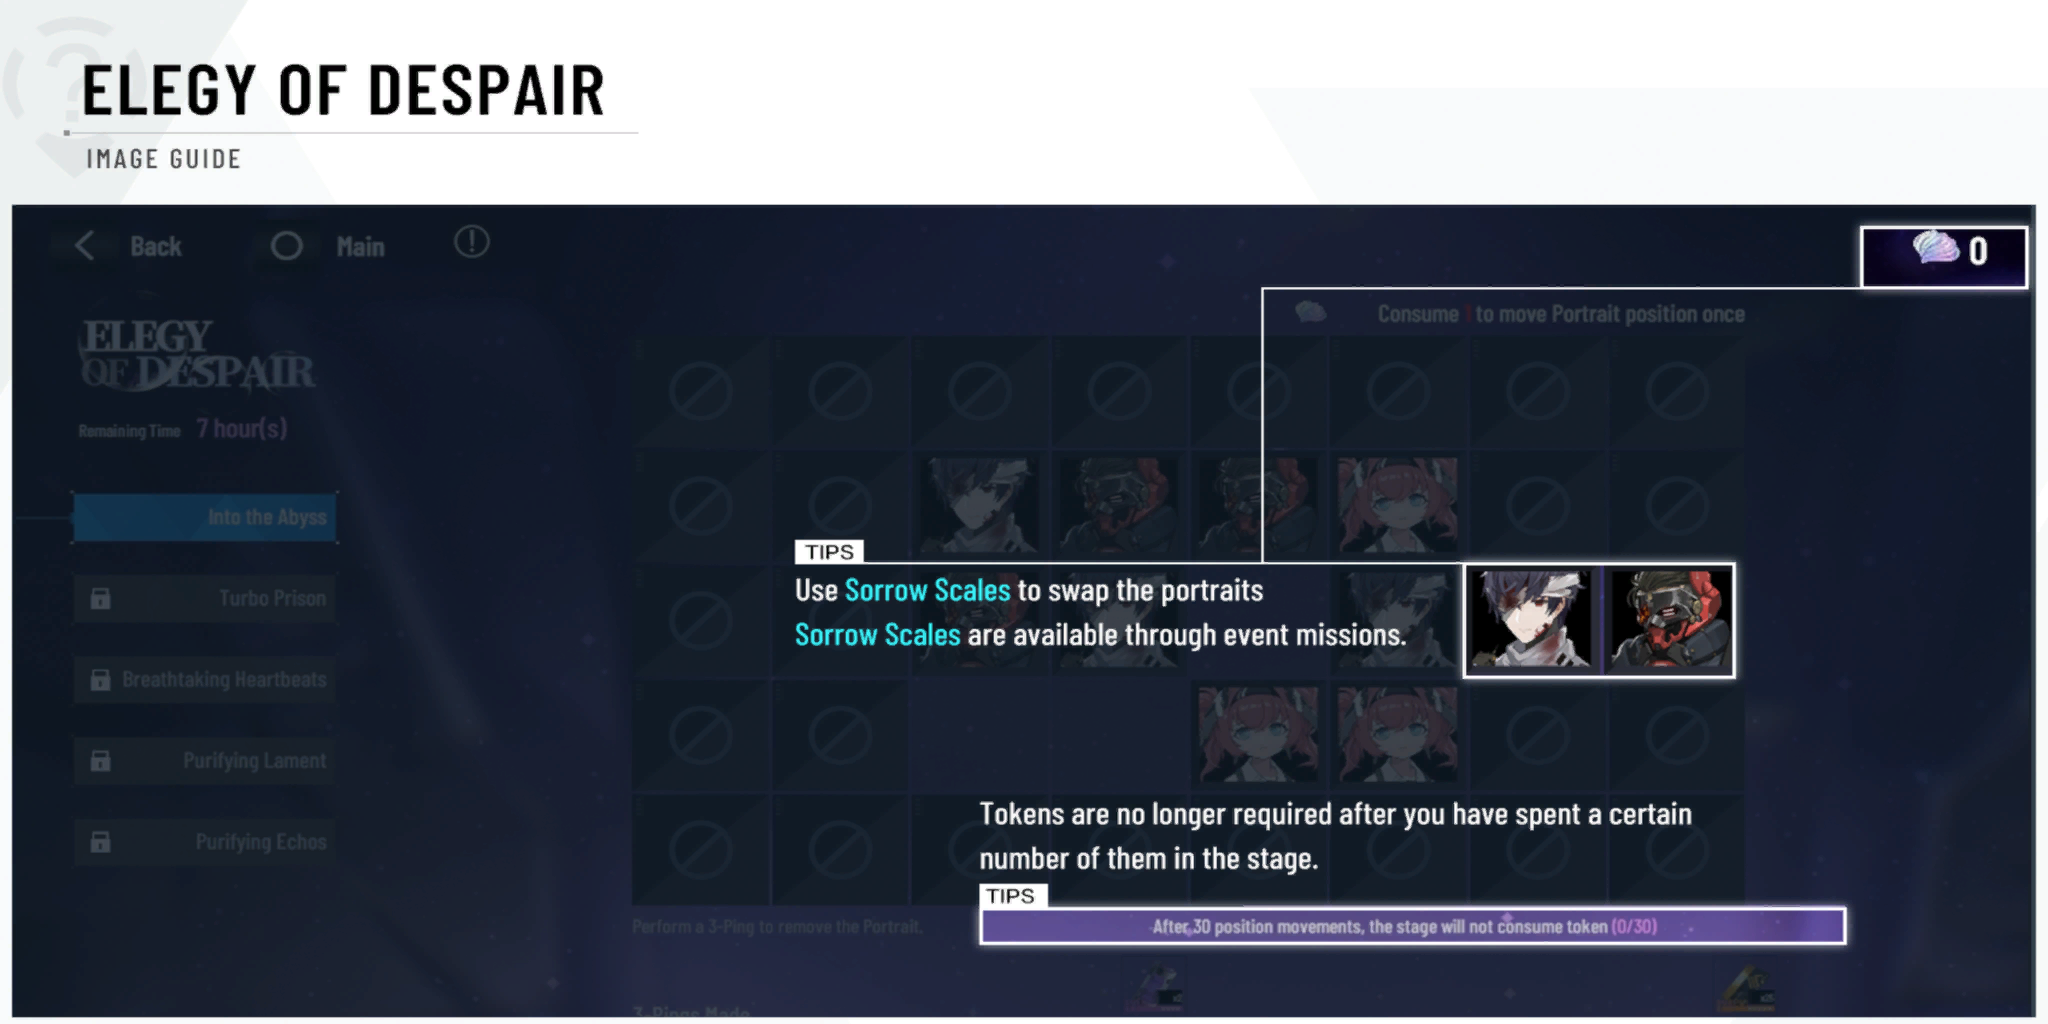 ELEGY OF DESPAIR
IMAGE GUIDE
Back
Main
0
Consume 1 to move Portrait position once
ELEGY
OF DESPAIR
Remaining Time 7 hour(s)
Into the Abyss
Turbo Prison
Breathtaking Heartbeats
Purifying Lament
Purifying Echos
TIPS
Use Sorrow Scales to swap the portraits
Sorrow Scales are available through event missions.
Tokens are no longer required after you have spent a certain
number of them in the stage.
TIPS
Perform a 3-Ping to remove the Portrait.
After 30 position movements, the stage will not consume token (0/30)
3-Pings Made